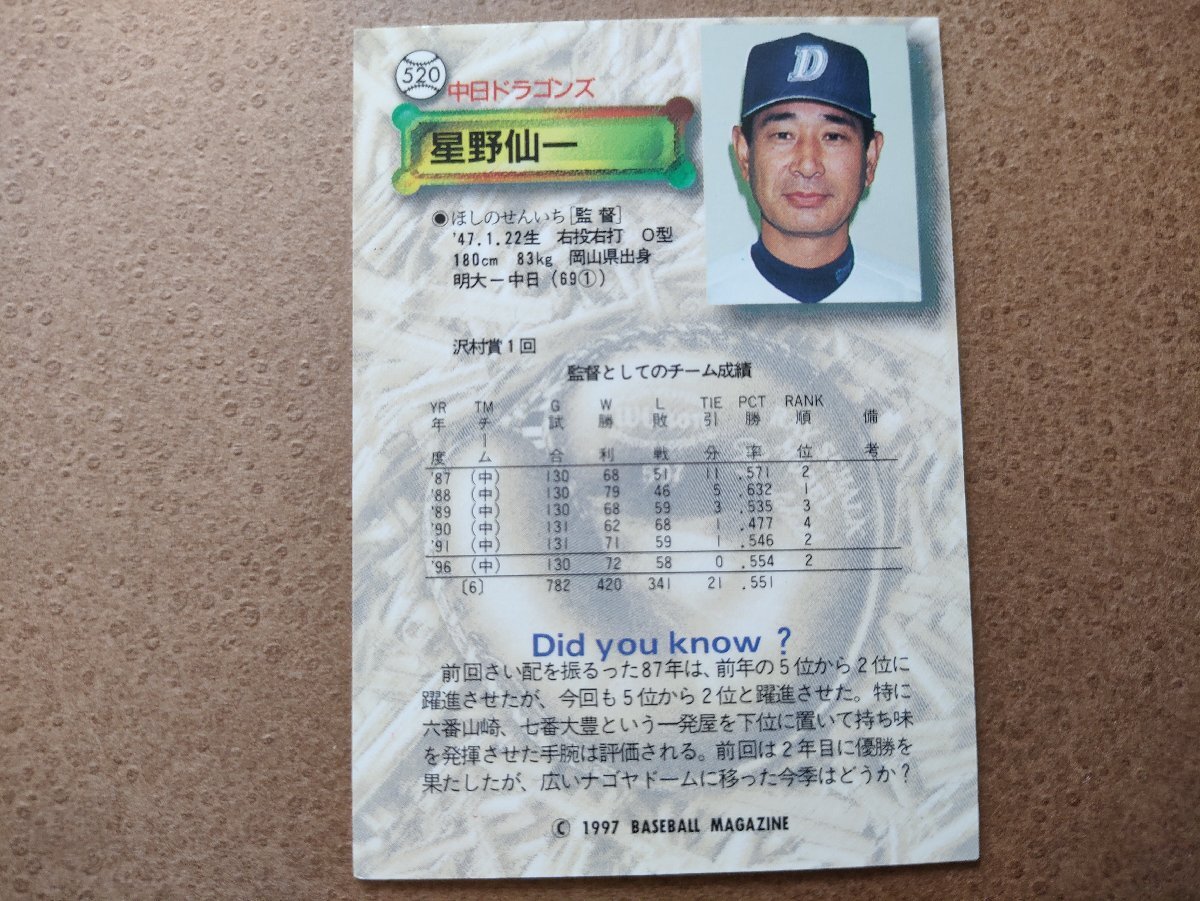 520
中日ドラゴンズ
星野仙一
D
◉ほしのせんいち[監督]
'47.1.22生 右投右打 O型
180cm 83kg 岡山県出身
明大ー中日(69①)
沢村賞1回
監督としてのチーム成績
YR TM G W L TIE PCT RANK
年度 チーム 試合 勝利 敗戦 引分 勝率 順位 備考
'87 (中) 130 68 51 11 .571 2
'88 (中) 130 79 46 5 .632 1
'89 (中) 130 68 59 3 .535 3
'90 (中) 131 62 68 1 .477 4
'91 (中) 131 71 59 1 .546 2
'96 (中) 130 72 58 0 .554 2
〔6〕 782 420 341 21 .551
Did you know ?
前回さい配を振るった87年は、前年の5位から2位に
躍進させたが、今回も5位から2位と躍進させた。特に
六番山崎、七番大豊という一発屋を下位に置いて持ち味
を発揮させた手腕は評価される。前回は2年目に優勝を
果たしたが、広いナゴヤドームに移った今季はどうか?
© 1997 BASEBALL MAGAZINE